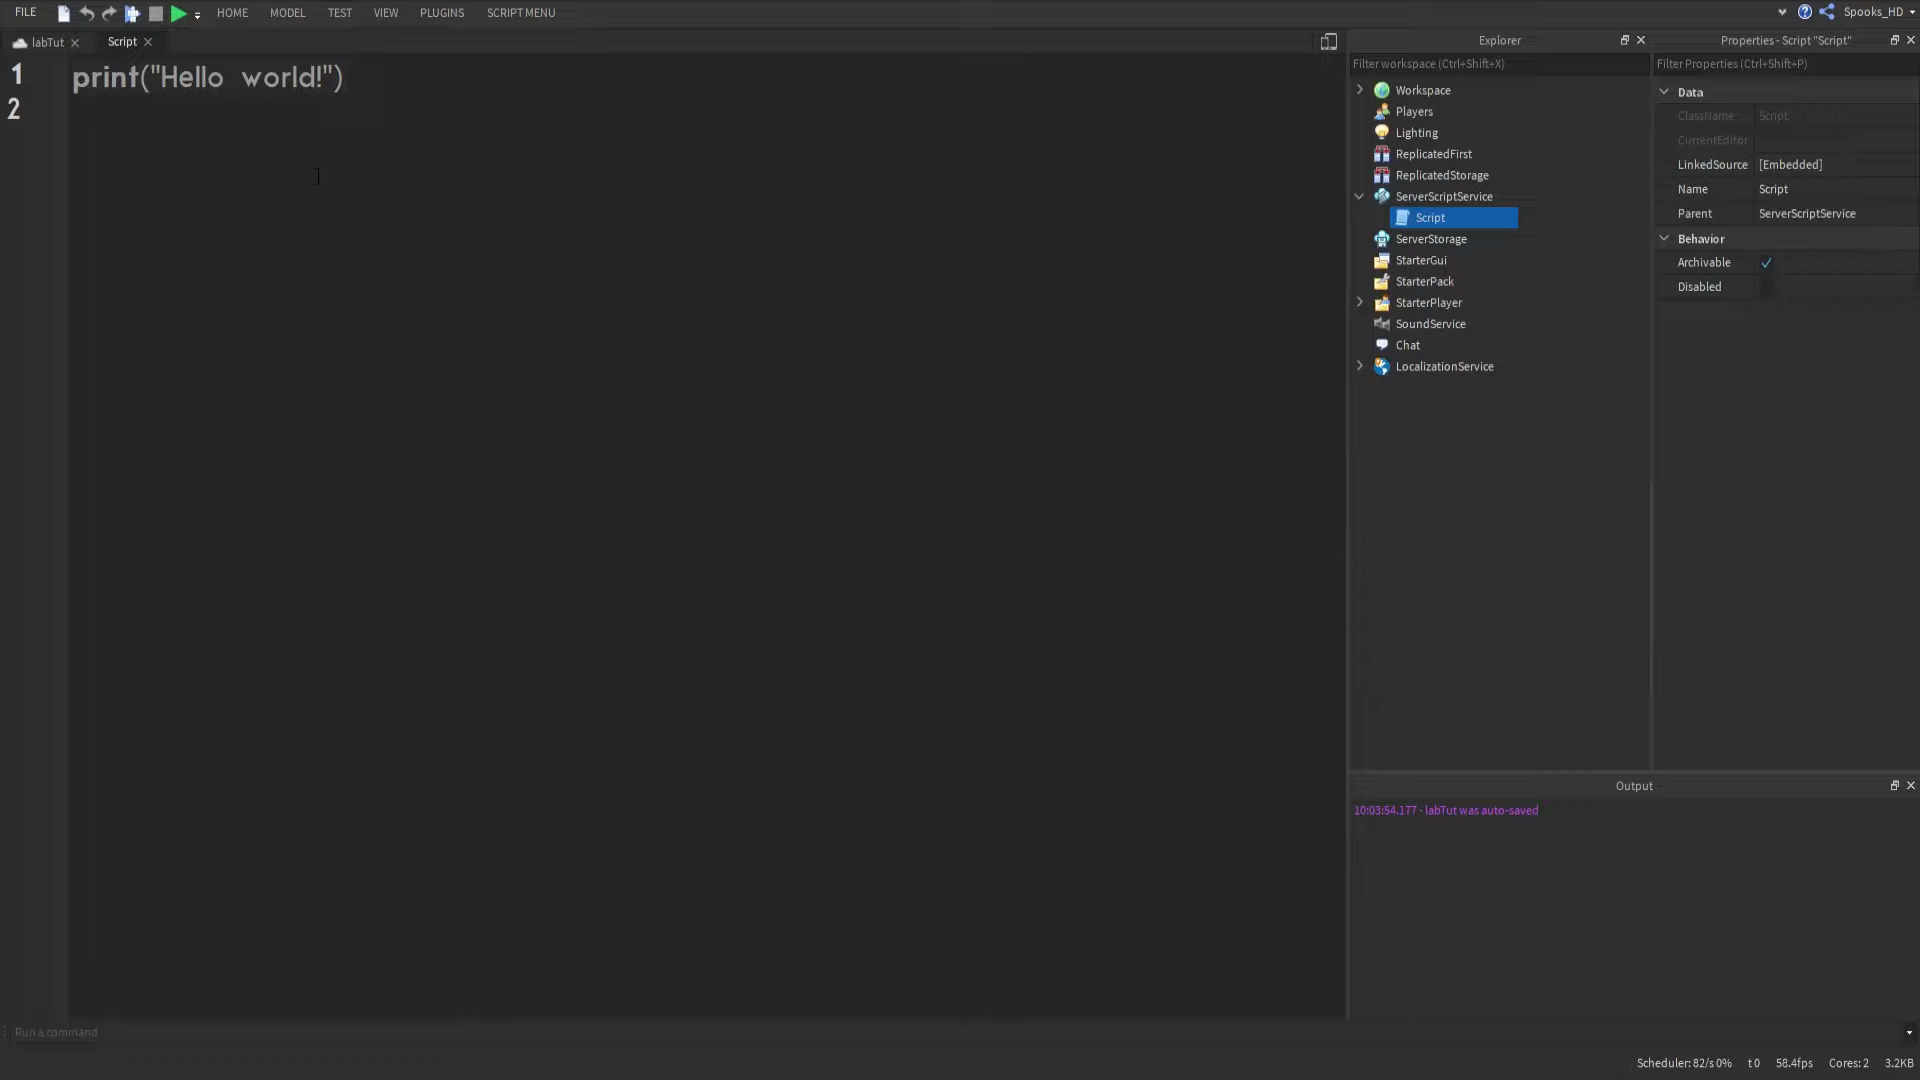 FILE HOME MODEL TEST VIEW PLUGINS SCRIPT MENU Spooks_HD
labTut Script
1 print("Hello world!")
2
Explorer
Filter workspace (Ctrl+Shift+X)
Workspace
Players
Lighting
ReplicatedFirst
ReplicatedStorage
ServerScriptService
Script
ServerStorage
StarterGui
StarterPack
StarterPlayer
SoundService
Chat
LocalizationService
Properties - Script "Script"
Filter Properties (Ctrl+Shift+P)
Data
ClassName Script
CurrentEditor
LinkedSource [Embedded]
Name Script
Parent ServerScriptService
Behavior
Archivable
Disabled
Output
10:03:54.177 - labTut was auto-saved
Run a command
Scheduler: 82/s 0% t 0 58.4fps Cores: 2 3.2KB